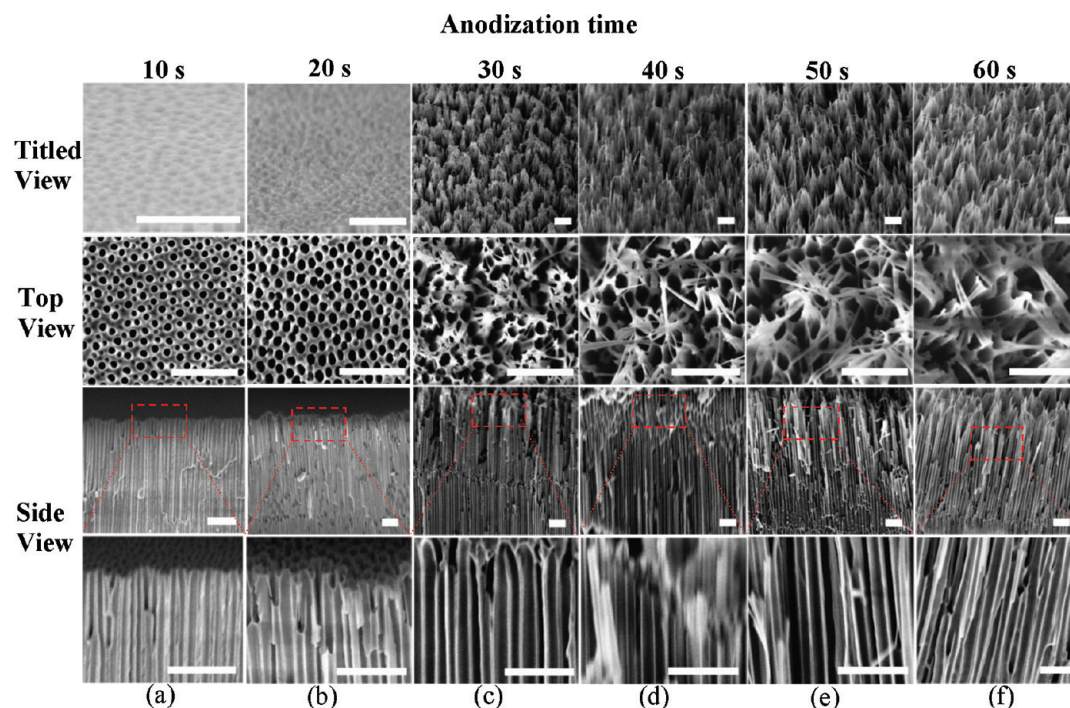 Anodization time
10 s 20 s 30 s 40 s 50 s 60 s
Titled
View
Top
View
Side
View
(a) (b) (c) (d) (e) (f)